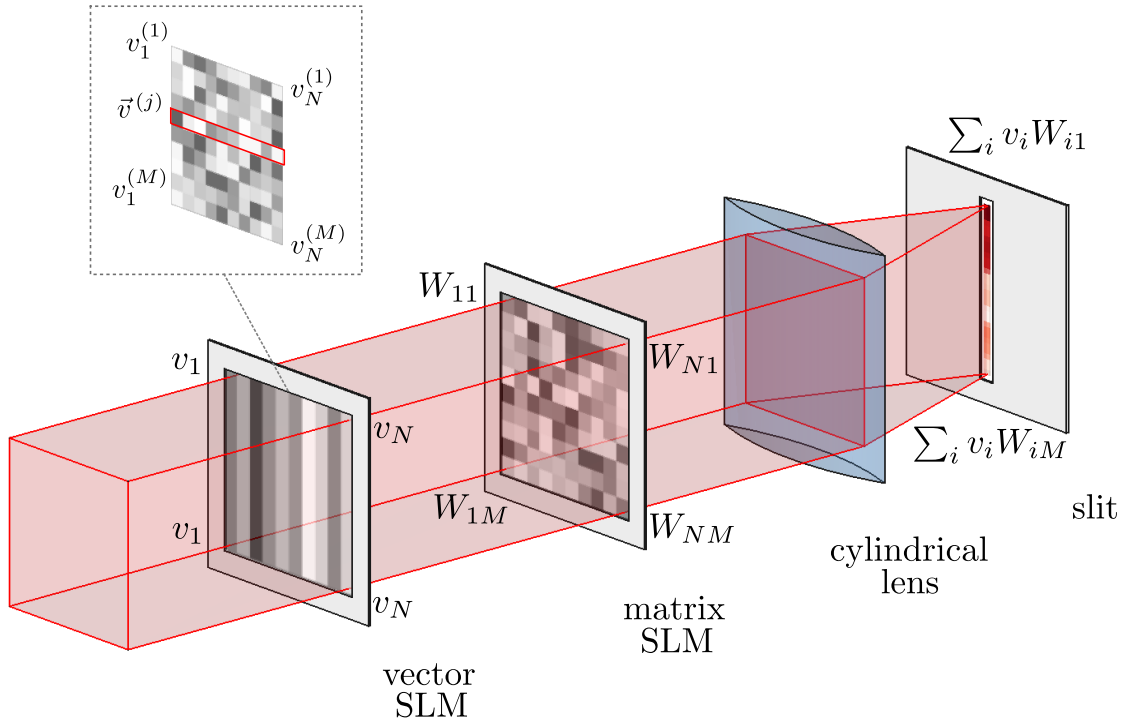 $v_1^{(1)}$
$v_N^{(1)}$
$\vec{v}^{(j)}$
$v_1^{(M)}$
$v_N^{(M)}$
$\sum_i v_i W_{i1}$
$W_{11}$
$W_{N1}$
$v_1$
$v_N$
$\sum_i v_i W_{iM}$
$W_{1M}$
$W_{NM}$
slit
$v_1$
$v_N$
cylindrical
lens
matrix
SLM
vector
SLM